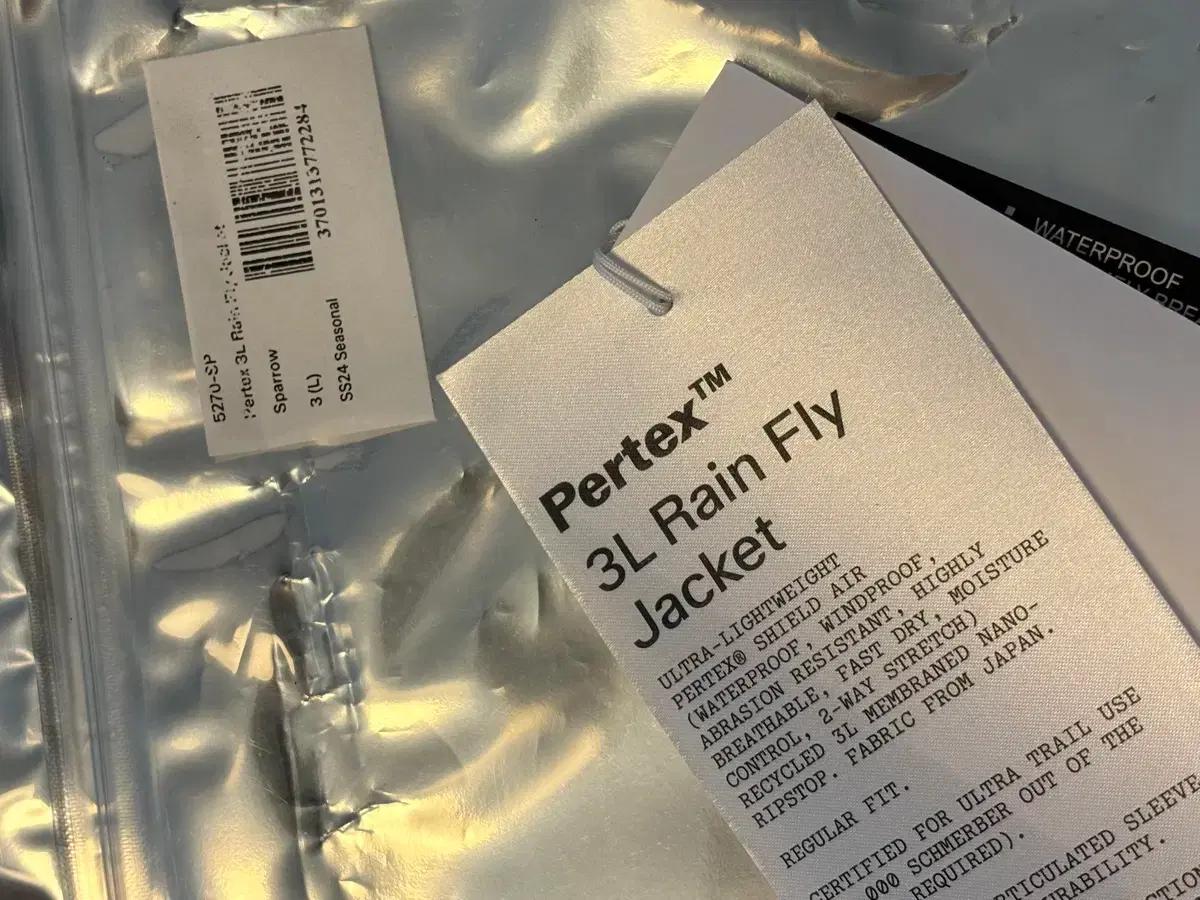 5270-SP
Pertex 3L Rain Fly Jacket
Sparrow
3 (L)
SS24 Seasonal
3701313772284
Pertex™
3L Rain Fly
Jacket
ULTRA-LIGHTWEIGHT
PERTEX® SHIELD AIR
(WATERPROOF, WINDPROOF,
ABRASION RESISTANT, HIGHLY
BREATHABLE, FAST DRY, MOISTURE
CONTROL, 2-WAY STRETCH)
RECYCLED 3L MEMBRANED NANO-
RIPSTOP. FABRIC FROM JAPAN.
REGULAR FIT.
CERTIFIED FOR ULTRA TRAIL USE
000 SCHMERBER OUT OF THE
REQUIRED).
RTICULATED SLEEVE
URABILITY.
CTION
WATERPROOF